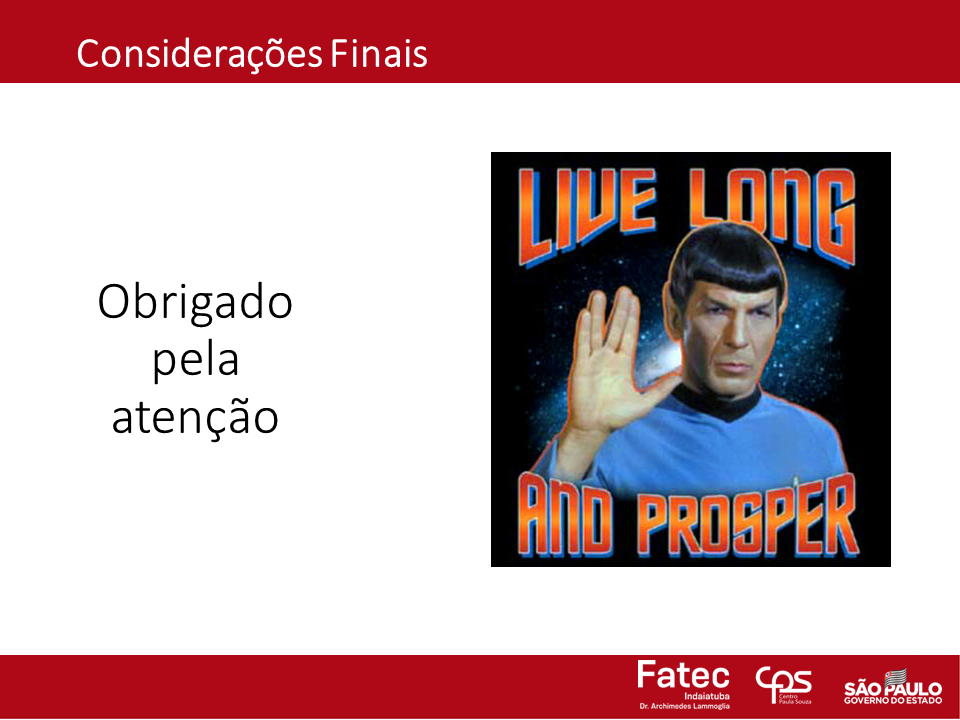 Considerações Finais
Obrigado
pela
atenção
LIVE LONG
AND PROSPER
Fatec
Indaiatuba
Dr. Archimedes Lammoglia
CPS
Centro
Paula Souza
SÃO PAULO
GOVERNO DO ESTADO